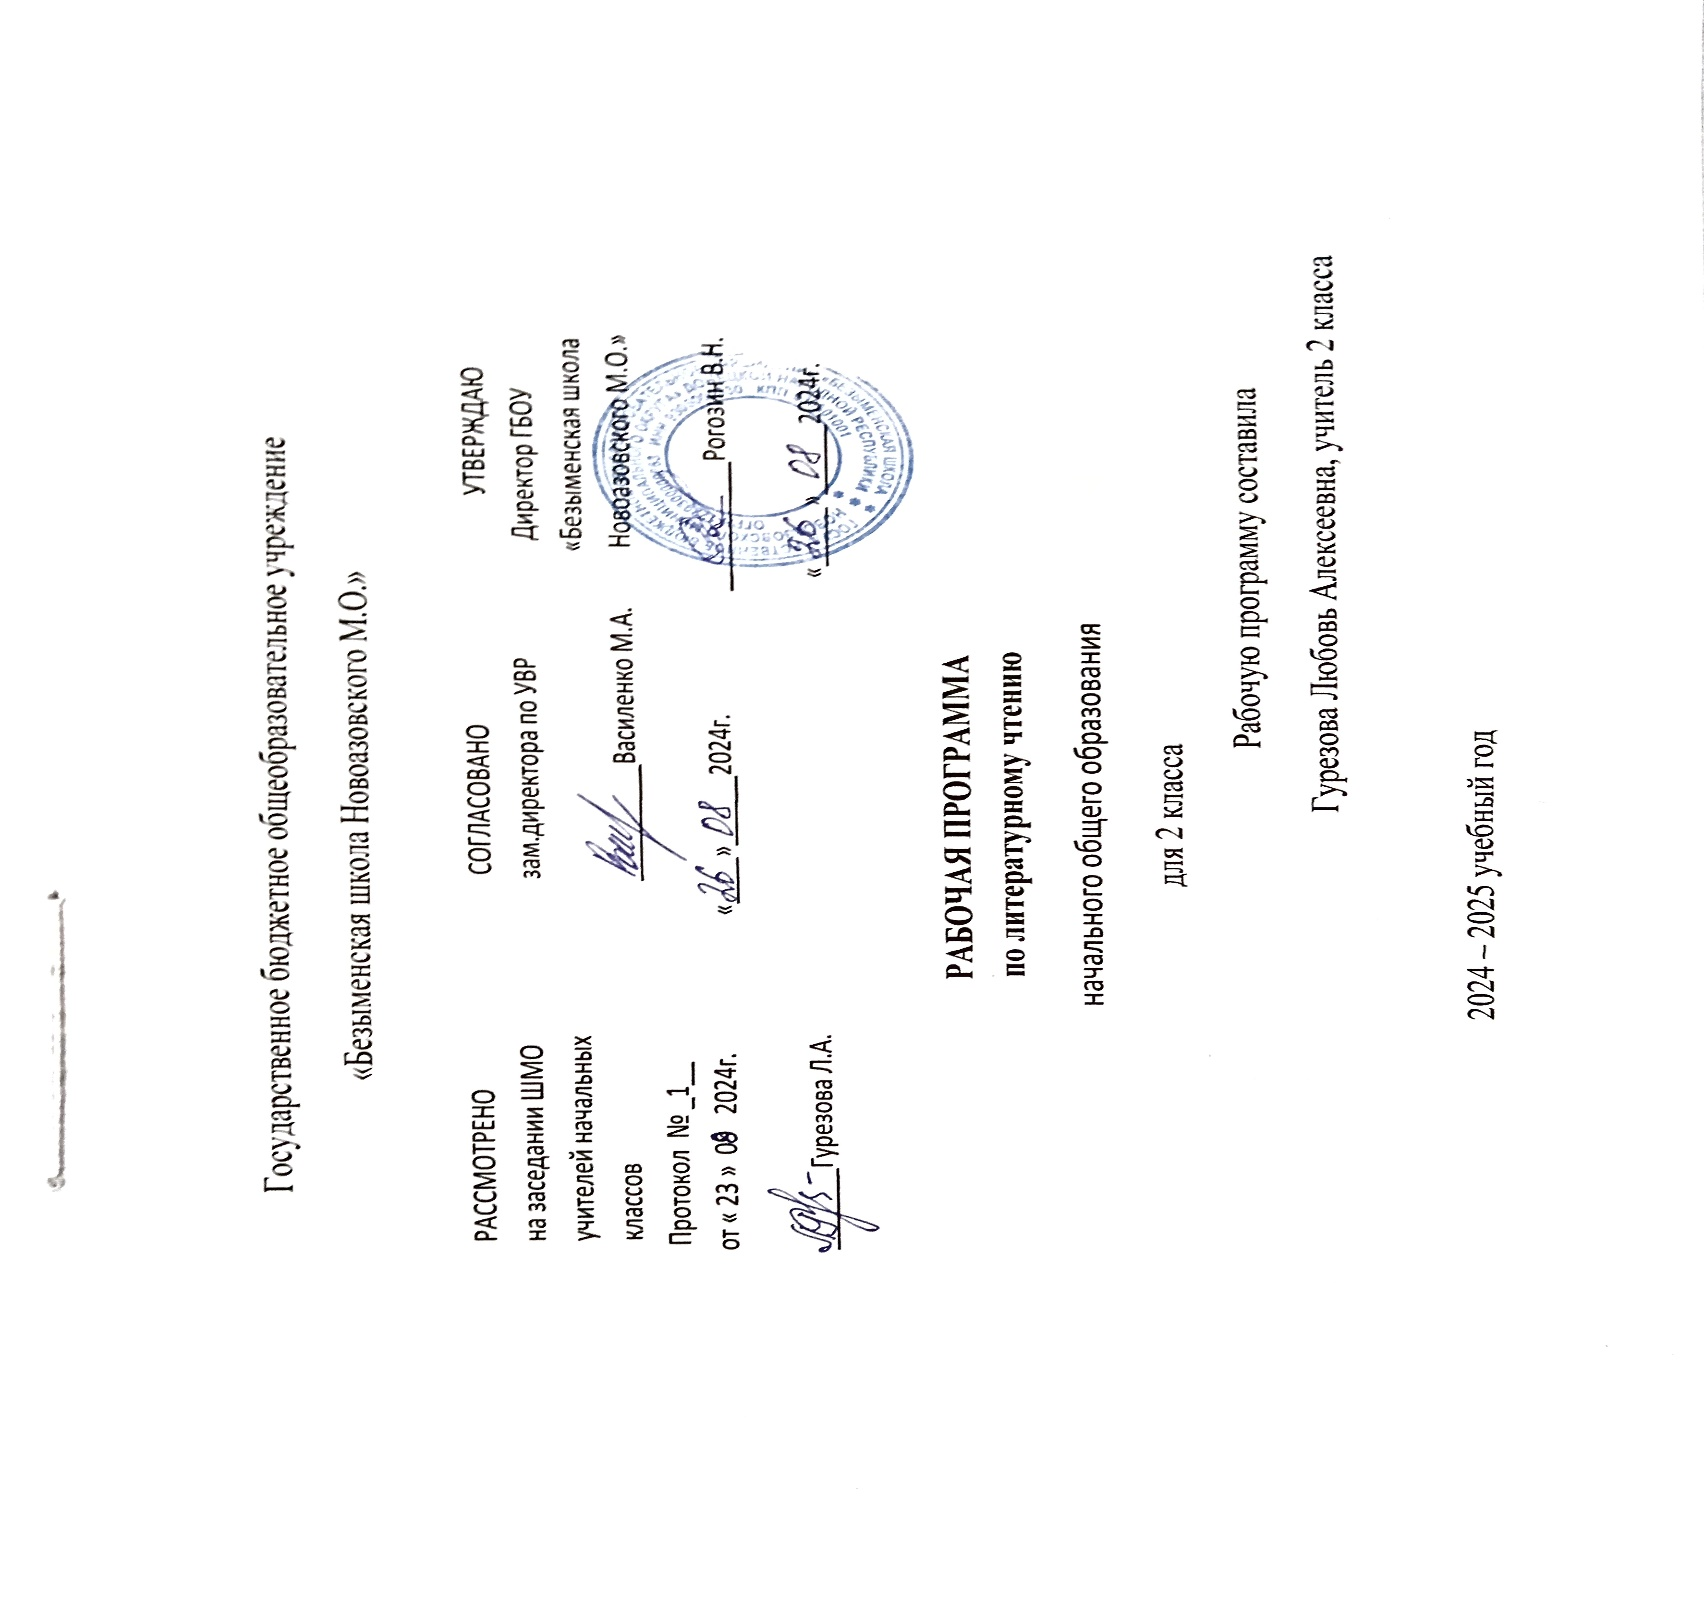 Государственное бюджетное общеобразовательное учреждение
«Безыменская школа Новоазовского М.О.»
РАССМОТРЕНО
на заседании ШМО
учителей начальных
классов
Протокол № _1__
от « 23 » 08 2024г.
Гурезова Л.А.
СОГЛАСОВАНО
зам.директора по УВР
Василенко М.А.
«26 » 08 2024г.
УТВЕРЖДАЮ
Директор ГБОУ
«Безыменская школа
Новоазовского М.О.»
Рогозин В.Н.
« 26 » 08 2024г.
РАБОЧАЯ ПРОГРАММА
по литературному чтению
начального общего образования
для 2 класса
Рабочую программу составила
Гурезова Любовь Алексеевна, учитель 2 класса
2024 – 2025 учебный год